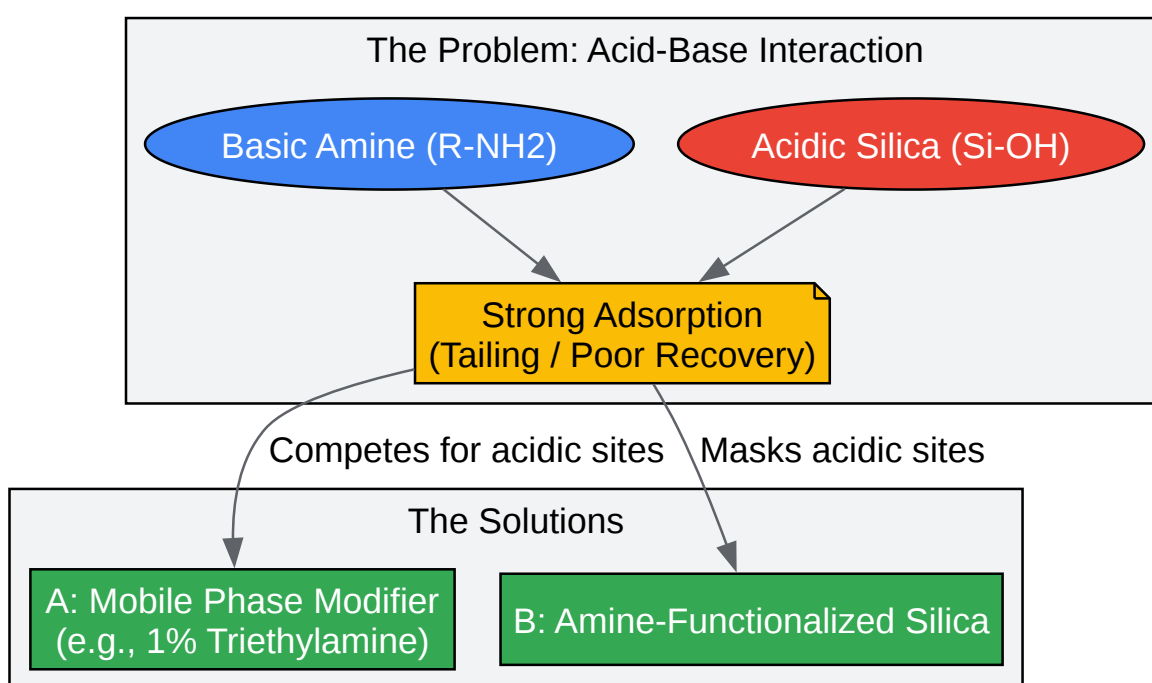 The Problem: Acid-Base Interaction
Basic Amine (R-NH2)
Acidic Silica (Si-OH)
Strong Adsorption
(Tailing / Poor Recovery)
Competes for acidic sites
Masks acidic sites
The Solutions
A: Mobile Phase Modifier
(e.g., 1% Triethylamine)
B: Amine-Functionalized Silica